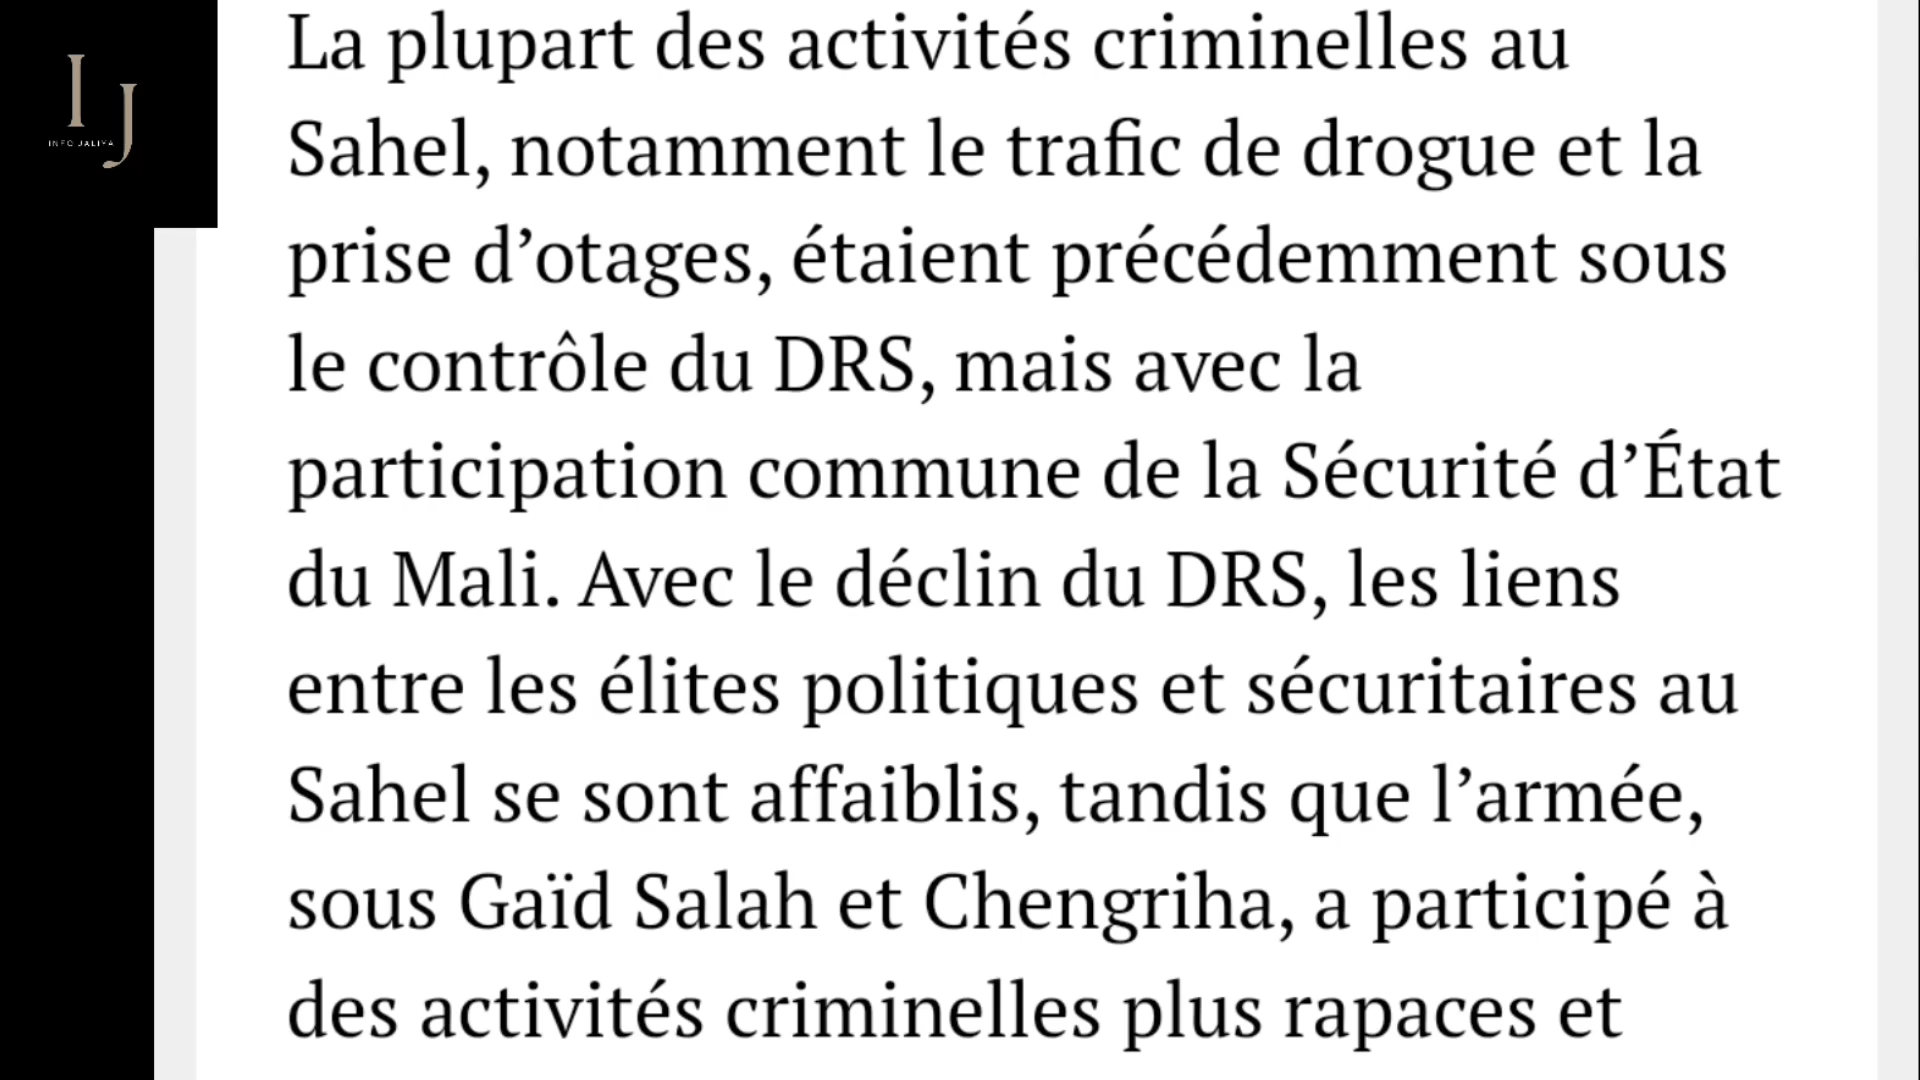 I J
INFO JALIYA
La plupart des activités criminelles au
Sahel, notamment le trafic de drogue et la
prise d’otages, étaient précédemment sous
le contrôle du DRS, mais avec la
participation commune de la Sécurité d’État
du Mali. Avec le déclin du DRS, les liens
entre les élites politiques et sécuritaires au
Sahel se sont affaiblis, tandis que l’armée,
sous Gaïd Salah et Chengriha, a participé à
des activités criminelles plus rapaces et